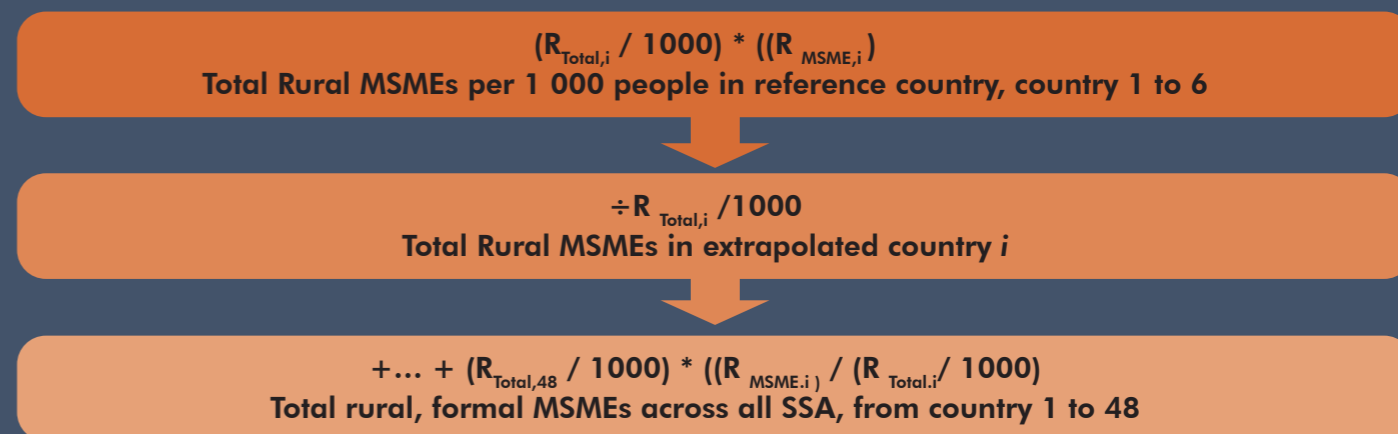 (R Total,i / 1000) * ((R MSME,i )
Total Rural MSMEs per 1 000 people in reference country, country 1 to 6
÷R Total,i /1000
Total Rural MSMEs in extrapolated country i
+... + (R Total,48 / 1000) * ((R MSME.i ) / (R Total.i / 1000)
Total rural, formal MSMEs across all SSA, from country 1 to 48